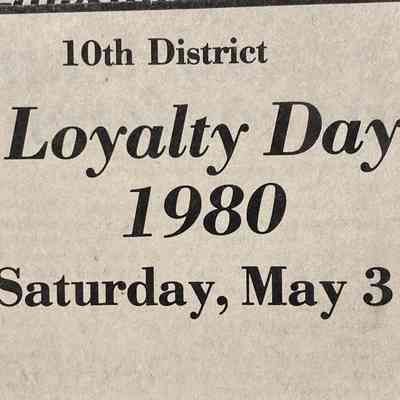 10th District
Loyalty Day
1980
Saturday, May 3